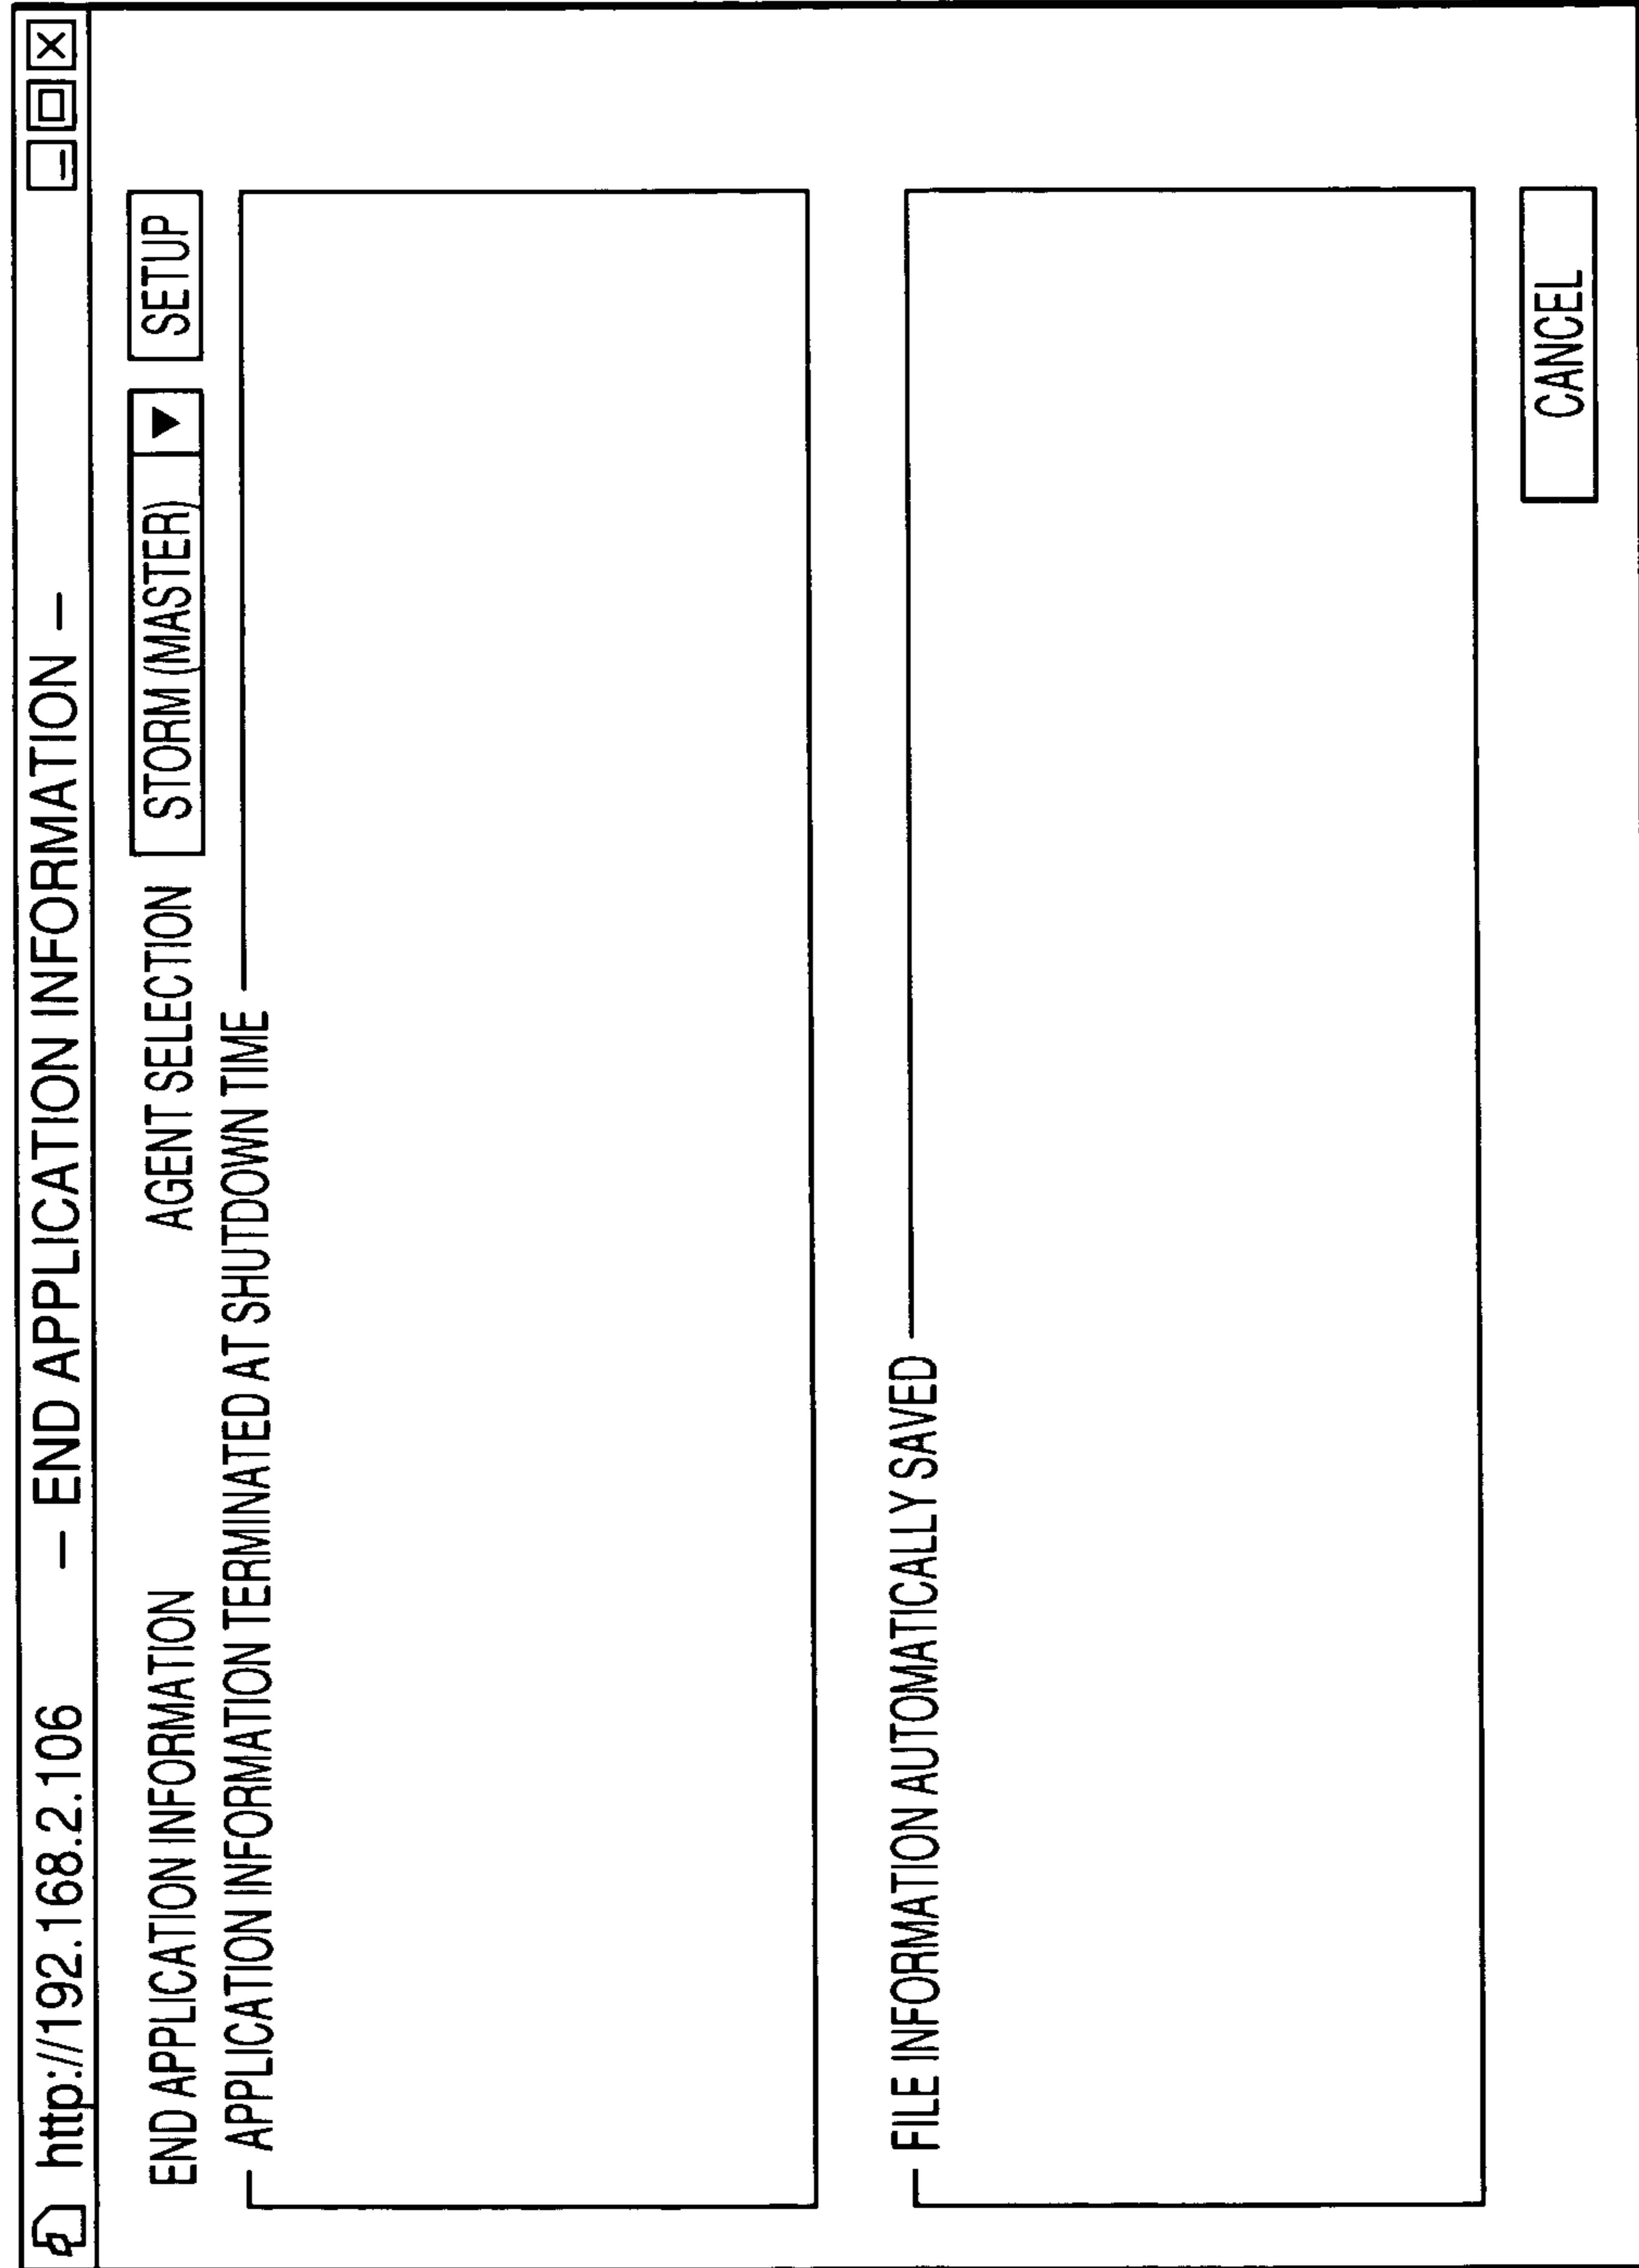 http://192.168.2.106 – END APPLICATION INFORMATION –
END APPLICATION INFORMATION AGENT SELECTION STORM (MASTER) ▼ SETUP
APPLICATION INFORMATION TERMINATED AT SHUTDOWN TIME
FILE INFORMATION AUTOMATICALLY SAVED
CANCEL